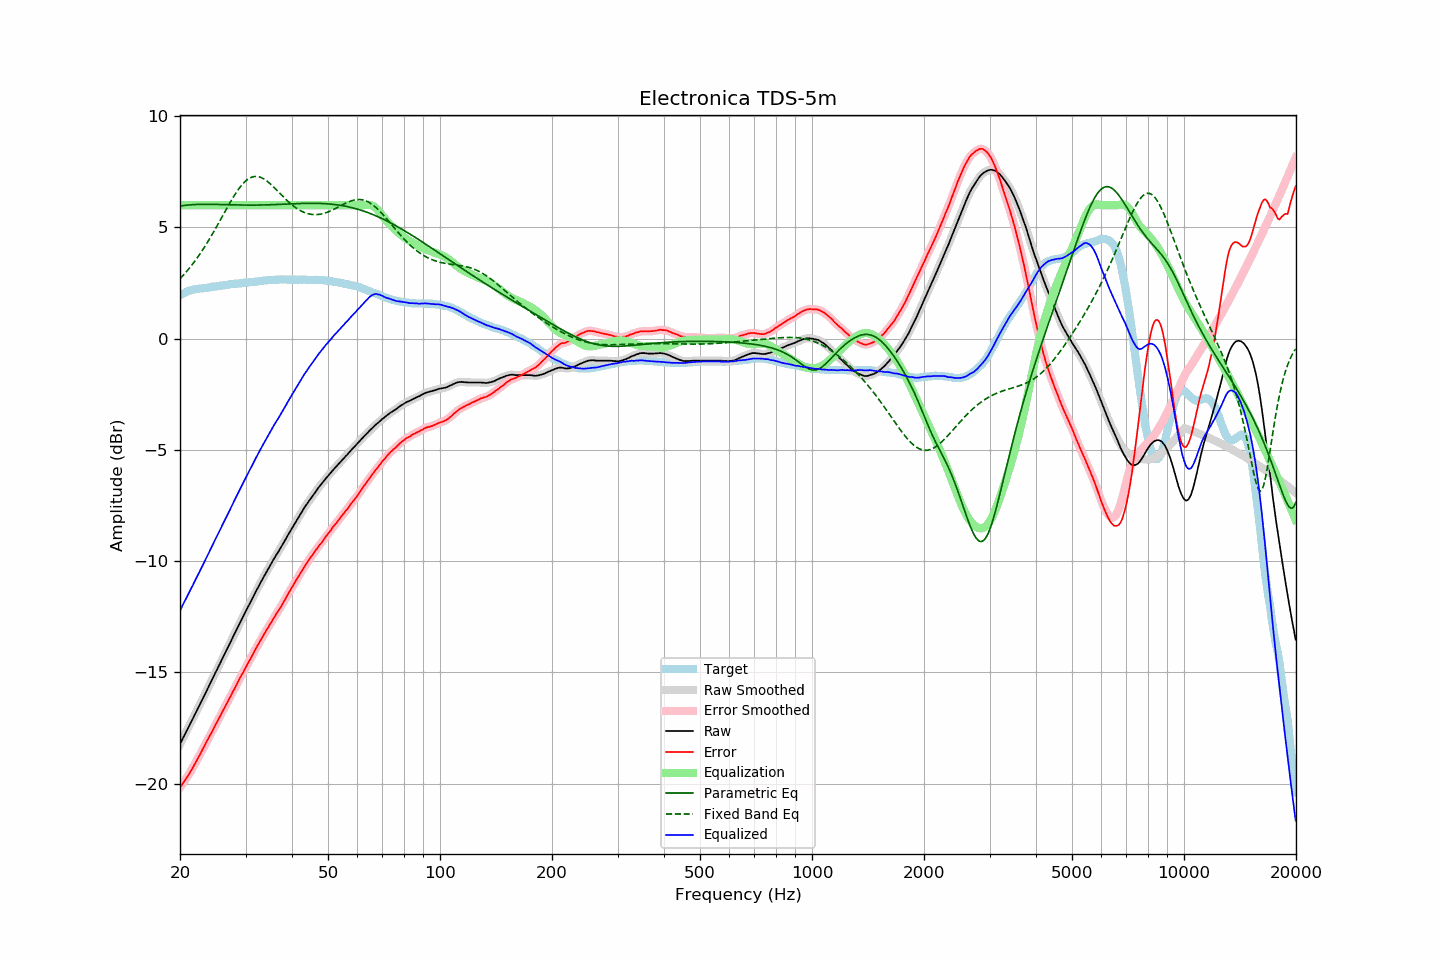 Electronica TDS-5m
10
5
0
−5
−10
−15
−20
Amplitude (dBr)
Target
Raw Smoothed
Error Smoothed
Raw
Error
Equalization
Parametric Eq
Fixed Band Eq
Equalized
20 50 100 200 500 1000 2000 5000 10000 20000
Frequency (Hz)